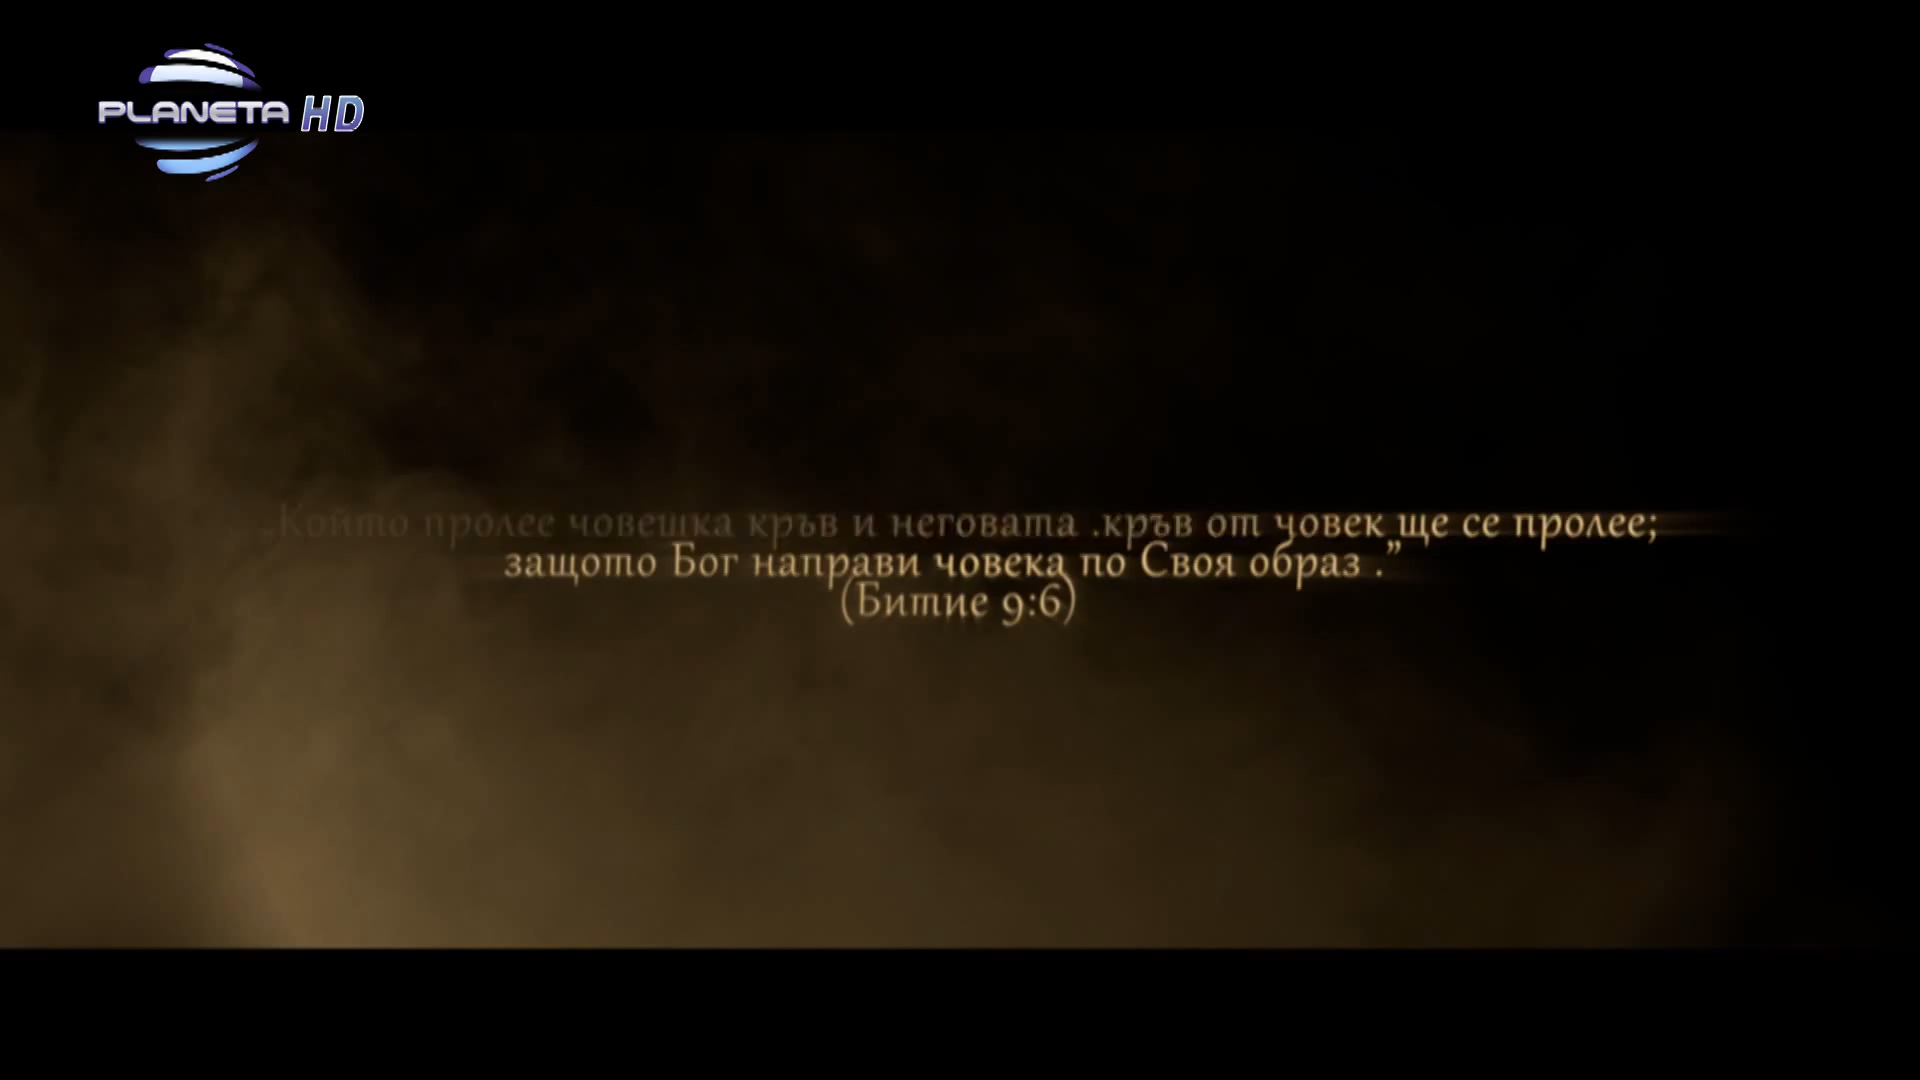 PLANETA HD
„Който пролее човешка кръв и неговата .кръв от човек ще се пролее;
защото Бог направи човека по Своя образ .”
(Битие 9:6)